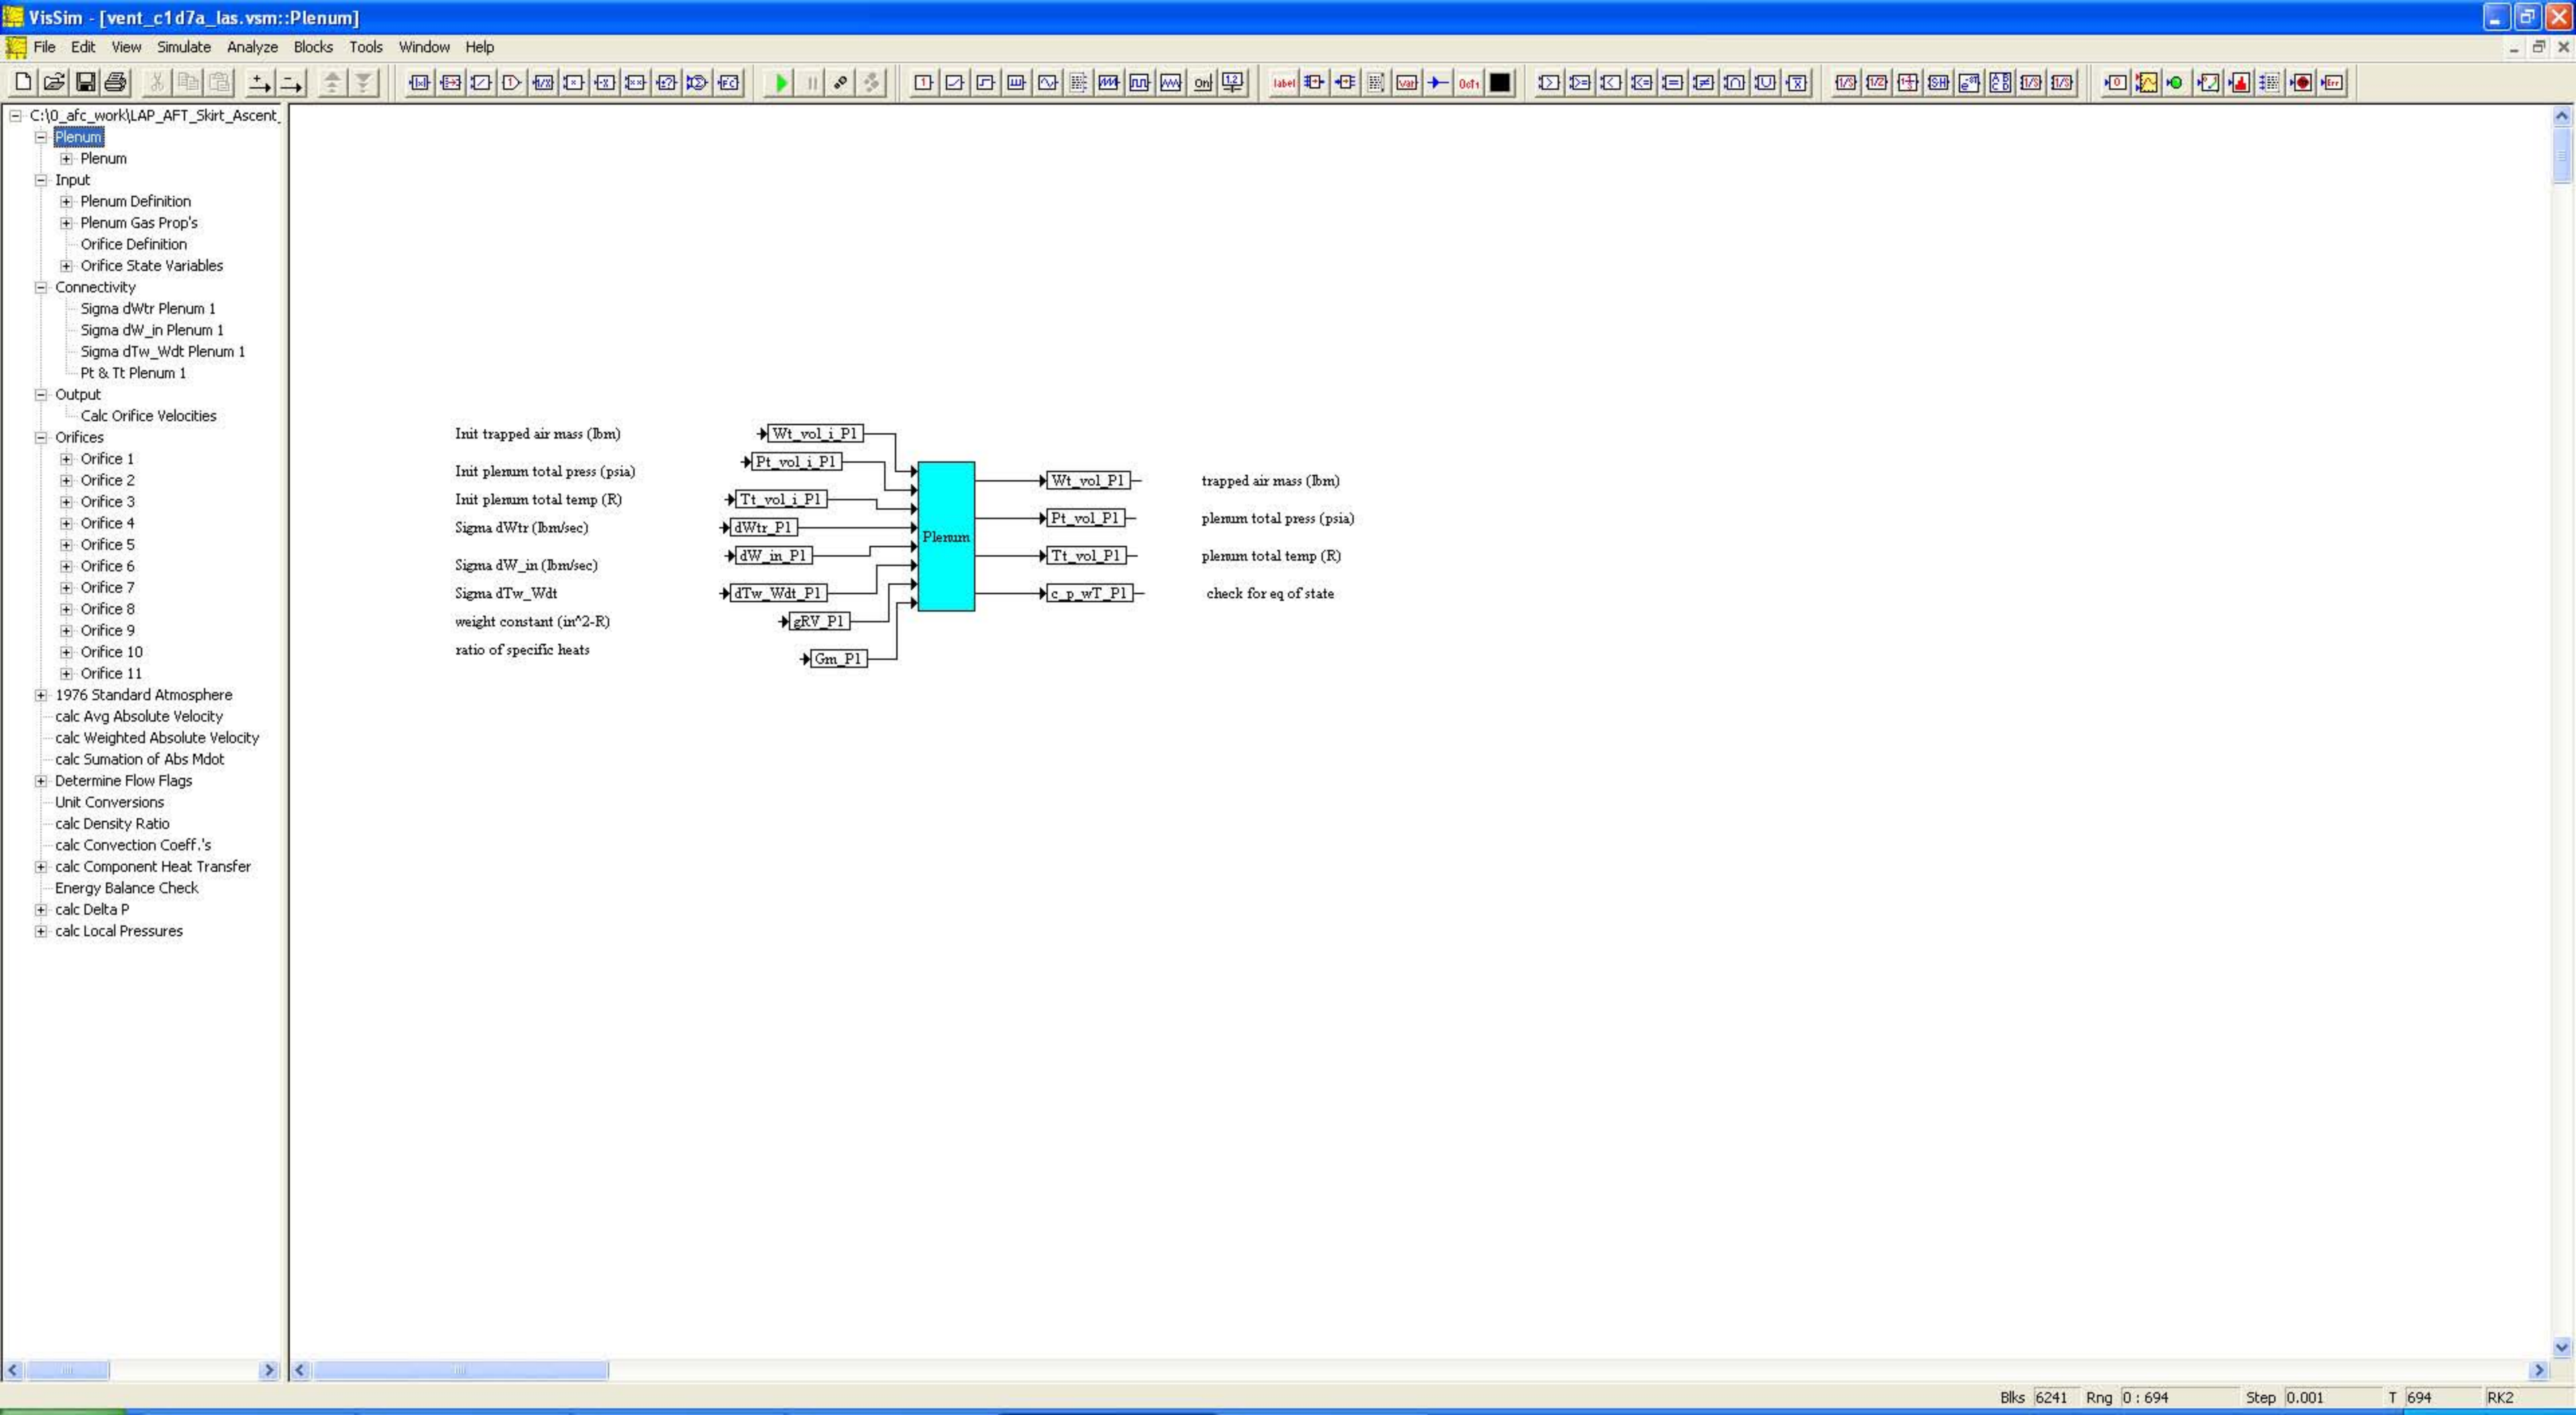 VisSim - [vent_c1d7a_las.vsm::Plenum]
File Edit View Simulate Analyze Blocks Tools Window Help
C:\0_afc_work\LAP_AFT_Skirt_Ascent_
Plenum
Plenum
Input
Plenum Definition
Plenum Gas Prop's
Orifice Definition
Orifice State Variables
Connectivity
Sigma dWtr Plenum 1
Sigma dW_in Plenum 1
Sigma dTw_Wdt Plenum 1
Pt & Tt Plenum 1
Output
Calc Orifice Velocities
Orifices
Orifice 1
Orifice 2
Orifice 3
Orifice 4
Orifice 5
Orifice 6
Orifice 7
Orifice 8
Orifice 9
Orifice 10
Orifice 11
1976 Standard Atmosphere
calc Avg Absolute Velocity
calc Weighted Absolute Velocity
calc Sumation of Abs Mdot
Determine Flow Flags
Unit Conversions
calc Density Ratio
calc Convection Coeff.'s
calc Component Heat Transfer
Energy Balance Check
calc Delta P
calc Local Pressures
Init trapped air mass (lbm)
Init plenum total press (psia)
Init plenum total temp (R)
Sigma dWtr (lbm/sec)
Sigma dW_in (lbm/sec)
Sigma dTw_Wdt
weight constant (in^2-R)
ratio of specific heats
Wt_vol_i_P1
Pt_vol_i_P1
Tt_vol_i_P1
dWtr_P1
dW_in_P1
dTw_Wdt_P1
gRV_P1
Gm_P1
Plenum
Wt_vol_P1
Pt_vol_P1
Tt_vol_P1
c_p_wT_P1
trapped air mass (lbm)
plenum total press (psia)
plenum total temp (R)
check for eq of state
Blks 6241 Rng 0 : 694 Step 0.001 T 694 RK2